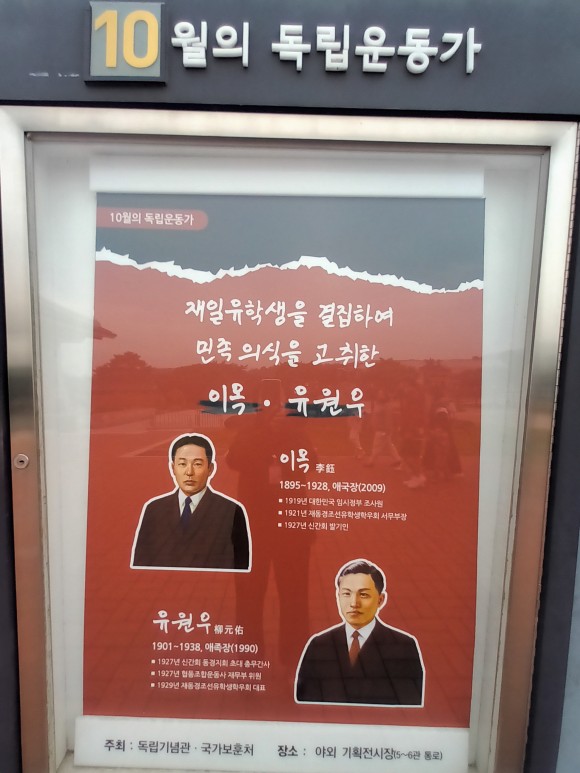 10월의 독립운동가
10월의 독립운동가
재일유학생을 결집하여
민족 의식을 고취한
이옥 · 유원우
이옥 李鈺
1895~1928, 애국장(2009)
■ 1919년 대한민국 임시정부 조사원
■ 1921년 재동경조선유학생학우회 서무부장
■ 1927년 신간회 발기인
유원우 柳元佑
1901~1938, 애족장(1990)
■ 1927년 신간회 동경지회 초대 총무간사
■ 1927년 협동조합운동사 재무부 위원
■ 1929년 재동경조선유학생학우회 대표
주최 : 독립기념관 · 국가보훈처 장소 : 야외 기획전시장(5~6관 통로)